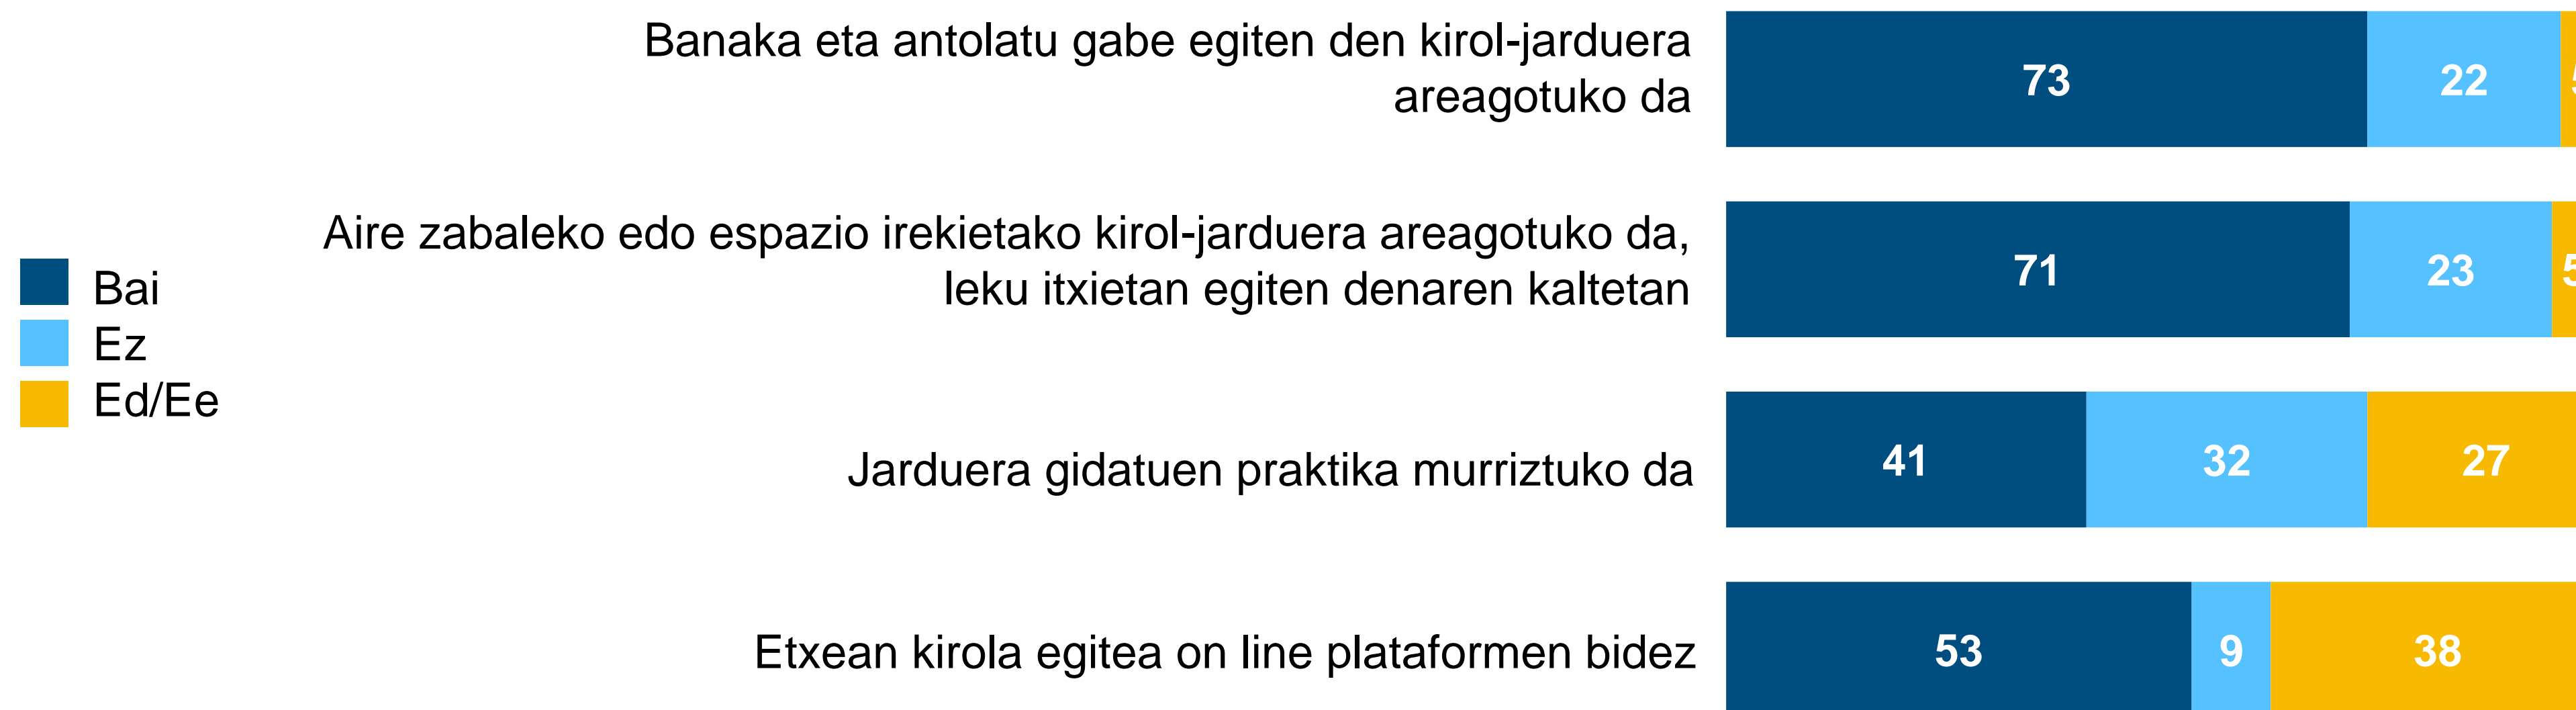 Banaka eta antolatu gabe egiten den kirol-jarduera
areagotuko da
73 22 5
Aire zabaleko edo espazio irekietako kirol-jarduera areagotuko da,
leku itxietan egiten denaren kaltetan
71 23 5
Bai
Ez
Ed/Ee
Jarduera gidatuen praktika murriztuko da
41 32 27
Etxean kirola egitea on line plataformen bidez
53 9 38